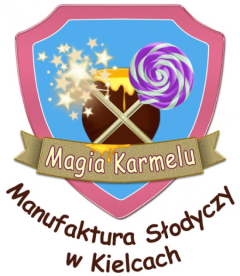 Magia Karmelu
Manufaktura Słodyczy
w Kielcach